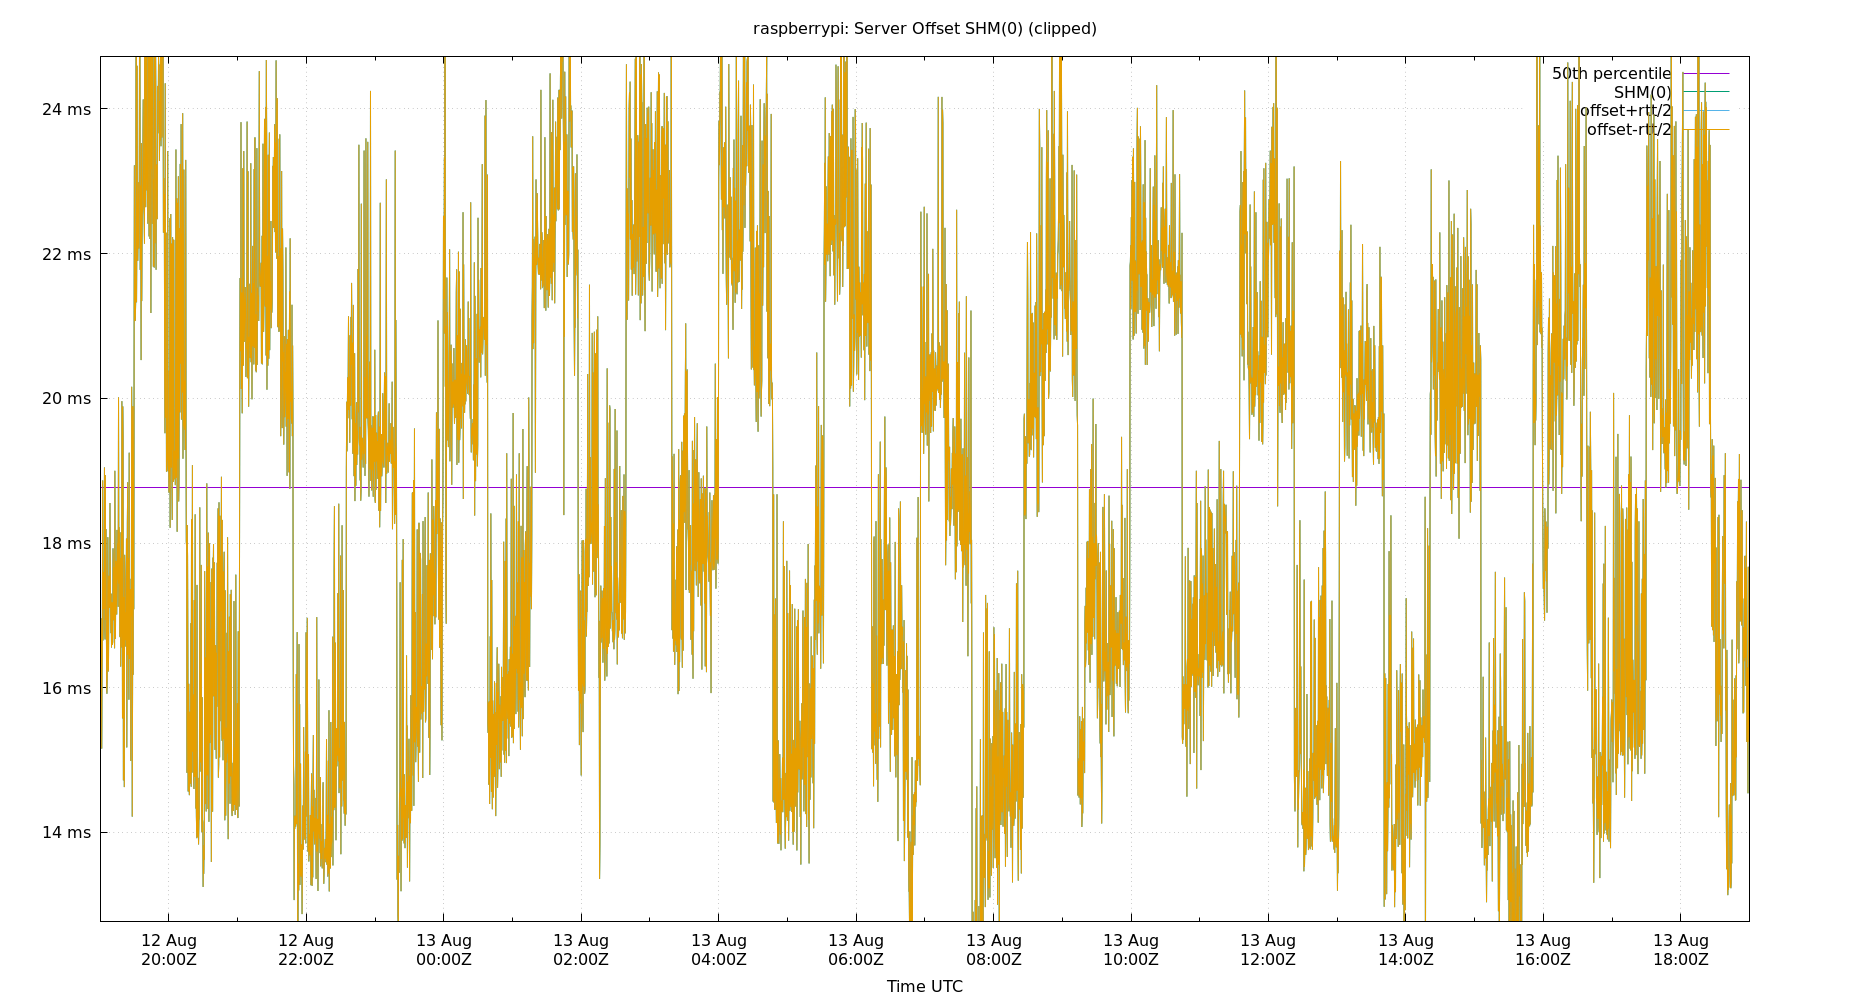 raspberrypi: Server Offset SHM(0) (clipped)
50th percentile
SHM(0)
offset+rtt/2
offset-rtt/2
24 ms
22 ms
20 ms
18 ms
16 ms
14 ms
12 Aug 12 Aug 13 Aug 13 Aug 13 Aug 13 Aug 13 Aug 13 Aug 13 Aug 13 Aug 13 Aug 13 Aug
20:00Z 22:00Z 00:00Z 02:00Z 04:00Z 06:00Z 08:00Z 10:00Z 12:00Z 14:00Z 16:00Z 18:00Z
Time UTC